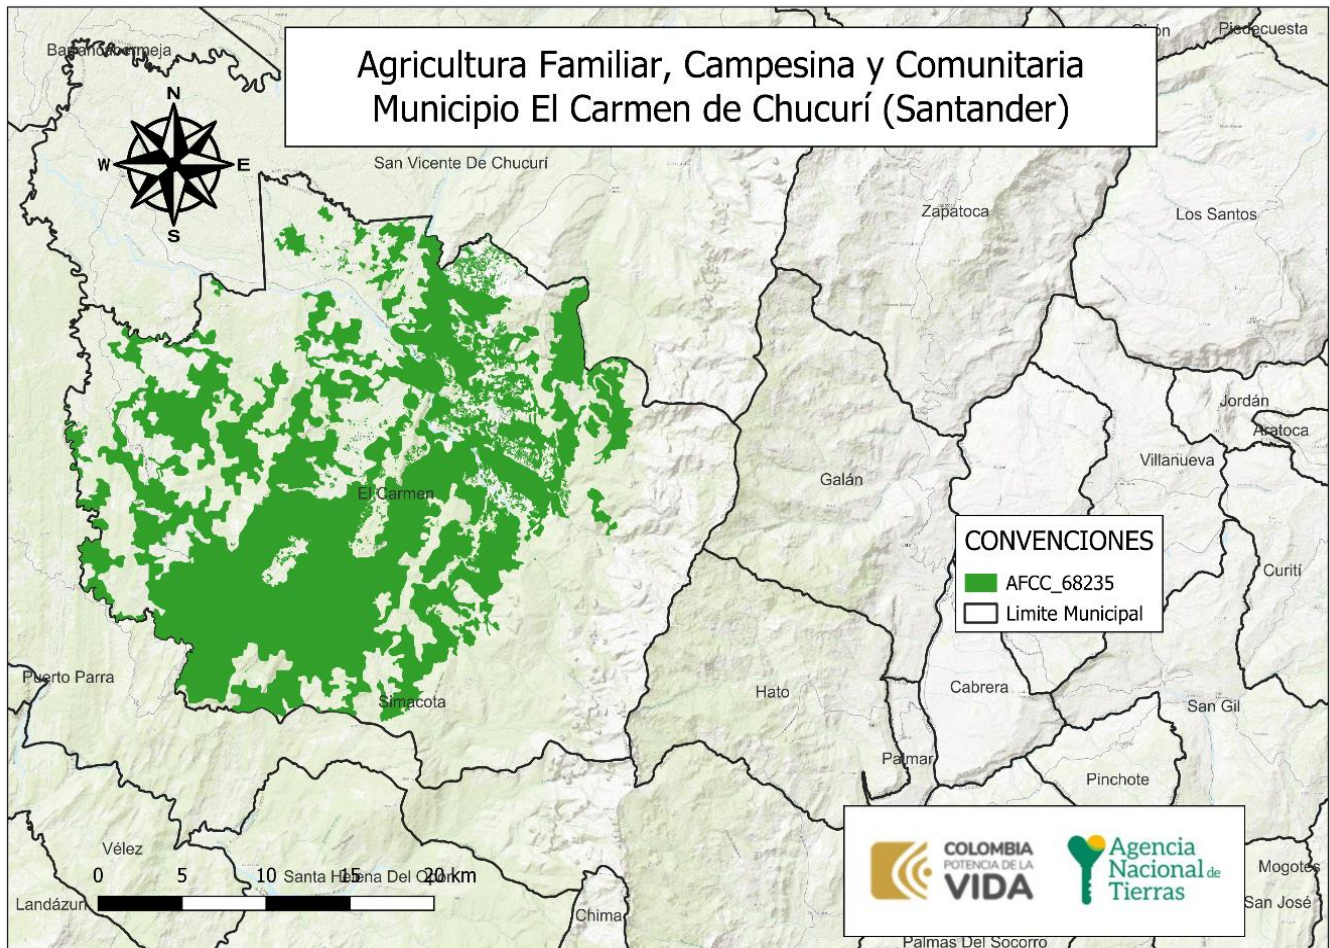 Agricultura Familiar, Campesina y Comunitaria
Municipio El Carmen de Chucurí (Santander)
Barrancabermeja
Girón
Piedecuesta
N
W
E
S
San Vicente De Chucurí
Zapatoca
Los Santos
Jordán
Aratoca
Villanueva
Galán
El Carmen
CONVENCIONES
AFCC_68235
Limite Municipal
Curití
Puerto Parra
Simacota
Hato
Cabrera
San Gil
Palmar
Pinchote
Vélez
0 5 10 15 20 km
Santa Helena Del Opón
Landázuri
Chima
COLOMBIA
POTENCIA DE LA
VIDA
Agencia
Nacional de
Tierras
Mogotes
San José
Palmas Del Socorro